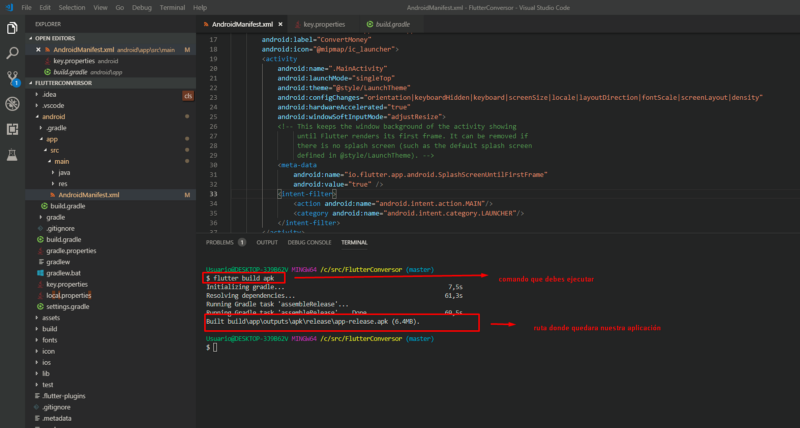 File Edit Selection View Go Debug Terminal Help
AndroidManifest.xml - FlutterConversor - Visual Studio Code
EXPLORER
OPEN EDITORS
AndroidManifest.xml android\app\src\main M
key.properties android
build.gradle android\app
FLUTTERCONVERSOR
.idea
cls
.vscode
android
.gradle
app
src
main
java
res
AndroidManifest.xml M
build.gradle
gradle
.gitignore
build.gradle
gradle.properties
gradlew
gradlew.bat
key.properties
local.properties
settings.gradle
assets
build
fonts
icon
ios
lib
test
.flutter-plugins
.gitignore
.metadata
AndroidManifest.xml key.properties build.gradle
17 android:label="ConvertMoney"
18 android:icon="@mipmap/ic_launcher">
19 <activity
20 android:name=".MainActivity"
21 android:launchMode="singleTop"
22 android:theme="@style/LaunchTheme"
23 android:configChanges="orientation|keyboardHidden|keyboard|screenSize|locale|layoutDirection|fontScale|screenLayout|density"
24 android:hardwareAccelerated="true"
25 android:windowSoftInputMode="adjustResize">
26 <!-- This keeps the window background of the activity showing
27 until Flutter renders its first frame. It can be removed if
28 there is no splash screen (such as the default splash screen
29 defined in @style/LaunchTheme). -->
30 <meta-data
31 android:name="io.flutter.app.android.SplashScreenUntilFirstFrame"
32 android:value="true" />
33 <intent-filter>
34 <action android:name="android.intent.action.MAIN"/>
35 <category android:name="android.intent.category.LAUNCHER"/>
36 </intent-filter>
37 </activity>
PROBLEMS 1 OUTPUT DEBUG CONSOLE TERMINAL
Usuario@DESKTOP-J39B62V MINGW64 /c/src/FlutterConversor (master)
$ flutter build apk
comando que debes ejecutar
Initializing gradle... 7,5s
Resolving dependencies... 61,3s
Running Gradle task 'assembleRelease'...
Running Gradle task 'assembleRelease'... Done 60,5s
Built build\app\outputs\apk\release\app-release.apk (6.4MB).
ruta donde quedara nuestra aplicación
Usuario@DESKTOP-J39B62V MINGW64 /c/src/FlutterConversor (master)
$